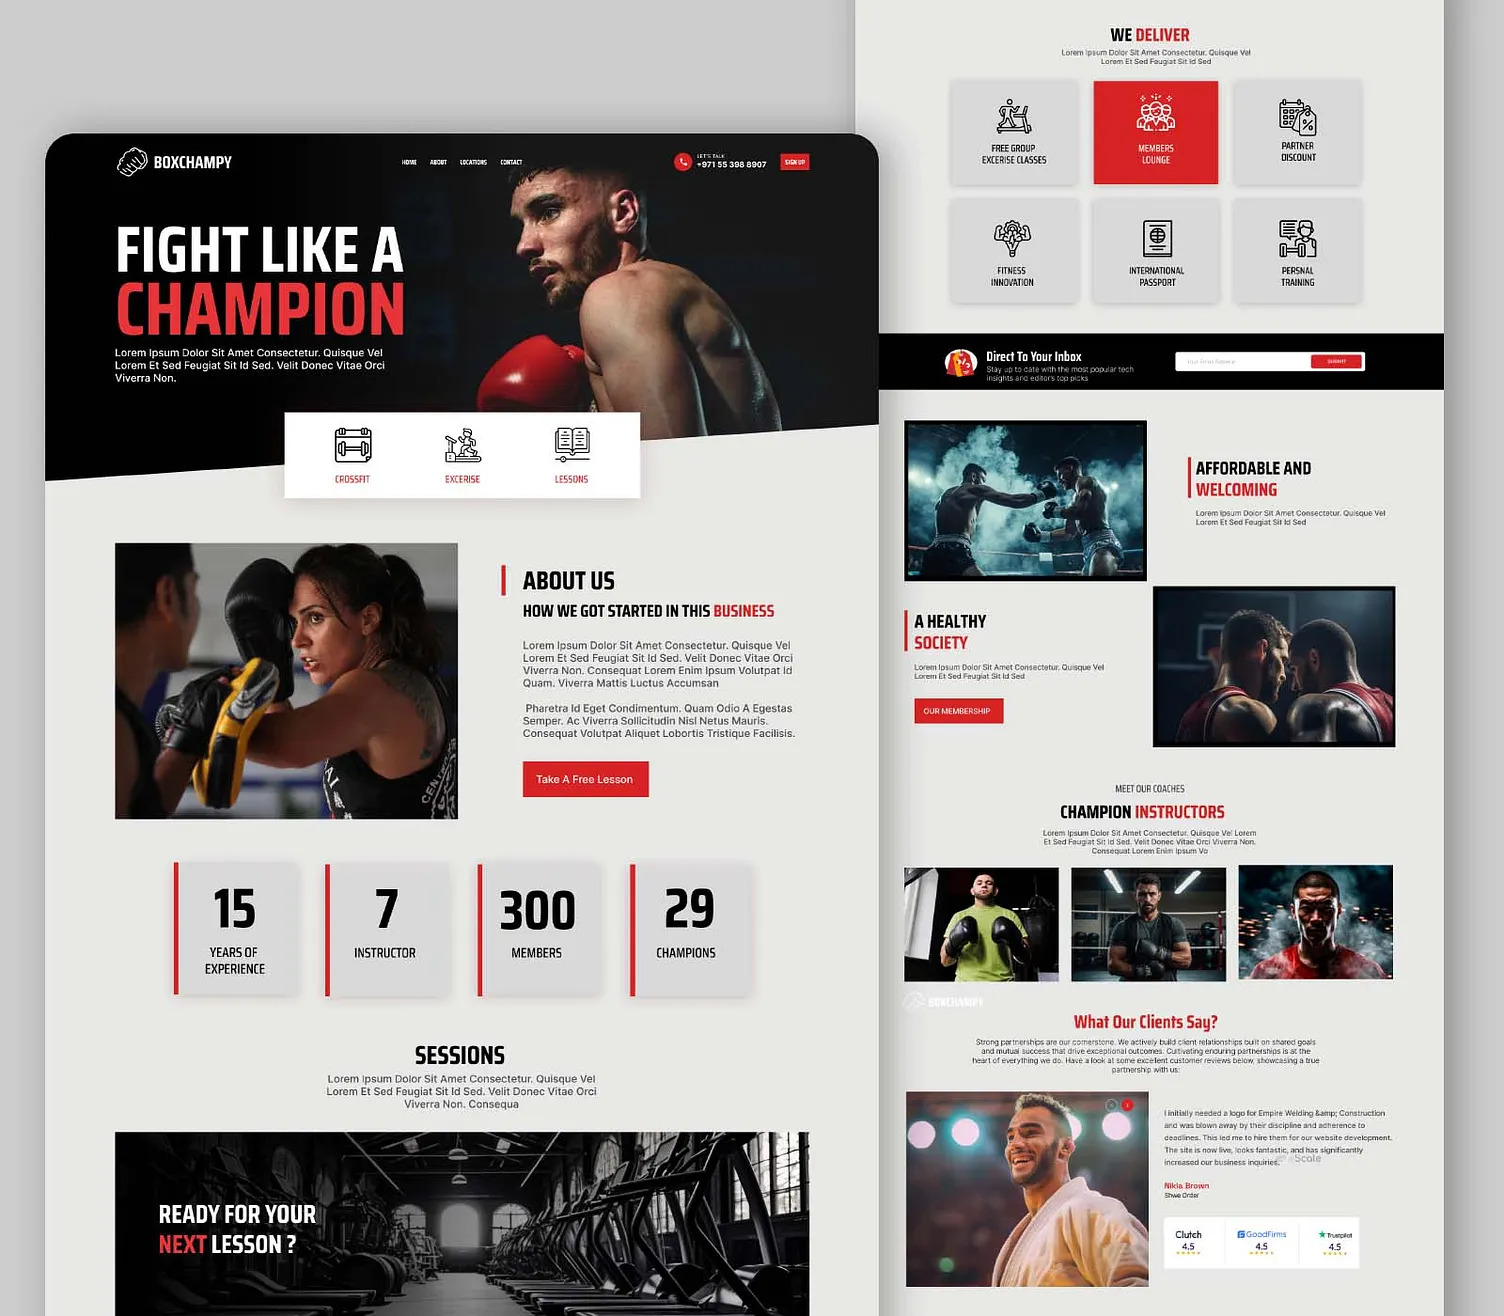 BOXCHAMPY
HOME ABOUT LOCATIONS CONTACT
LET'S TALK
+971 55 398 8907
SIGN UP
FIGHT LIKE A
CHAMPION
Lorem Ipsum Dolor Sit Amet Consectetur. Quisque Vel
Lorem Et Sed Feugiat Sit Id Sed. Velit Donec Vitae Orci
Viverra Non.
CROSSFIT
EXCERISE
LESSONS
ABOUT US
HOW WE GOT STARTED IN THIS BUSINESS
Lorem Ipsum Dolor Sit Amet Consectetur. Quisque Vel
Lorem Et Sed Feugiat Sit Id Sed. Velit Donec Vitae Orci
Viverra Non. Consequat Lorem Enim Ipsum Volutpat Id
Quam. Viverra Mattis Luctus Accumsan
Pharetra Id Eget Condimentum. Quam Odio A Egestas
Semper. Ac Viverra Sollicitudin Nisl Netus Mauris.
Consequat Volutpat Aliquet Lobortis Tristique Facilisis.
Take A Free Lesson
15
YEARS OF
EXPERIENCE
7
INSTRUCTOR
300
MEMBERS
29
CHAMPIONS
SESSIONS
Lorem Ipsum Dolor Sit Amet Consectetur. Quisque Vel
Lorem Et Sed Feugiat Sit Id Sed. Velit Donec Vitae Orci
Viverra Non. Consequa
READY FOR YOUR
NEXT LESSON ?
WE DELIVER
Lorem Ipsum Dolor Sit Amet Consectetur. Quisque Vel
Lorem Et Sed Feugiat Sit Id Sed
FREE GROUP
EXCERISE CLASSES
MEMBERS
LOUNGE
PARTNER
DISCOUNT
FITNESS
INNOVATION
INTERNATIONAL
PASSPORT
PERSNAL
TRAINING
Direct To Your Inbox
Stay up to date with the most popular tech
insights and editor's top picks
SUBMIT
AFFORDABLE AND
WELCOMING
Lorem Ipsum Dolor Sit Amet Consectetur. Quisque Vel
Lorem Et Sed Feugiat Sit Id Sed
A HEALTHY
SOCIETY
Lorem Ipsum Dolor Sit Amet Consectetur. Quisque Vel
Lorem Et Sed Feugiat Sit Id Sed
OUR MEMBERSHIP
MEET OUR COACHES
CHAMPION INSTRUCTORS
Lorem Ipsum Dolor Sit Amet Consectetur. Quisque Vel Lorem
Et Sed Feugiat Sit Id Sed. Velit Donec Vitae Orci Viverra Non.
Consequat Lorem Enim Ipsum Vo
BOXCHAMPY
What Our Clients Say?
Strong partnerships are our cornerstone. We actively build client relationships built on shared goals
and mutual success that drive exceptional outcomes. Cultivating enduring partnerships is at the
heart of everything we do. Have a look at some excellent customer reviews below, showcasing a true
partnership with us:
I initially needed a logo for Empire Welding &amp; Construction
and was blown away by their discipline and adherence to
deadlines. This led me to hire them for our website development.
The site is now live, looks fantastic, and has significantly
increased our business inquiries.
Scale
Nikia Brown
Shwe Order
Clutch
4.5
GoodFirms
4.5
Trustpilot
4.5